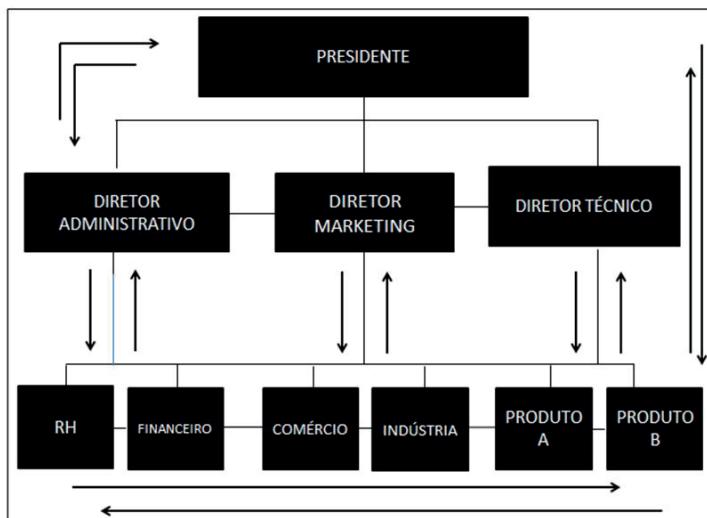 PRESIDENTE
DIRETOR
ADMINISTRATIVO
DIRETOR
MARKETING
DIRETOR TÉCNICO
RH
FINANCEIRO
COMÉRCIO
INDÚSTRIA
PRODUTO
A
PRODUTO
B